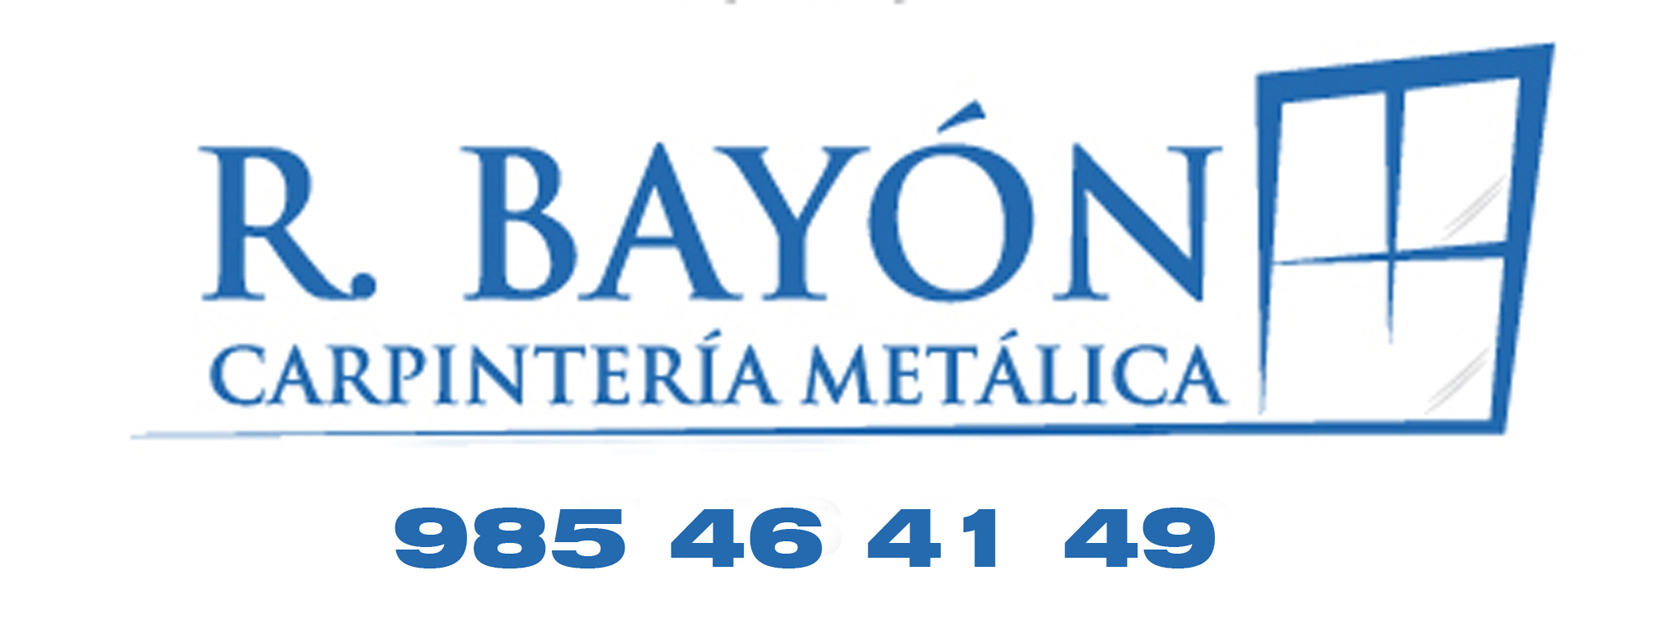 R. BAYÓN
CARPINTERÍA METÁLICA
985 46 41 49